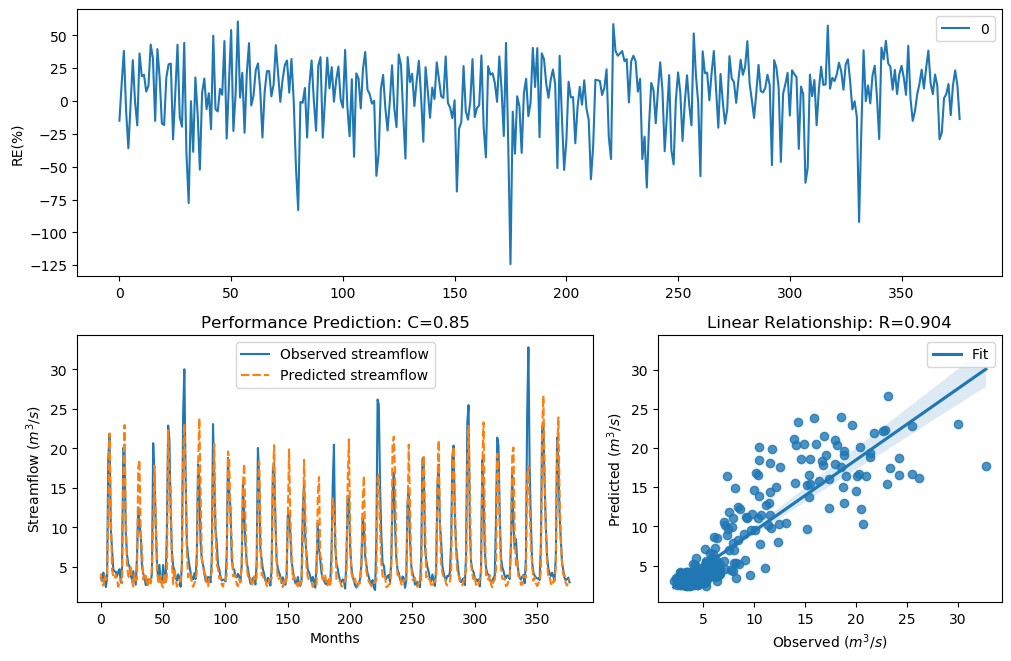 50
25
0
−25
−50
−75
−100
−125
RE(%)
0
0 50 100 150 200 250 300 350
Performance Prediction: C=0.85
Observed streamflow
Predicted streamflow
30
25
20
15
10
5
Streamflow (m³/s)
0 50 100 150 200 250 300 350
Months
Linear Relationship: R=0.904
Fit
30
25
20
15
10
5
Predicted (m³/s)
5 10 15 20 25 30
Observed (m³/s)